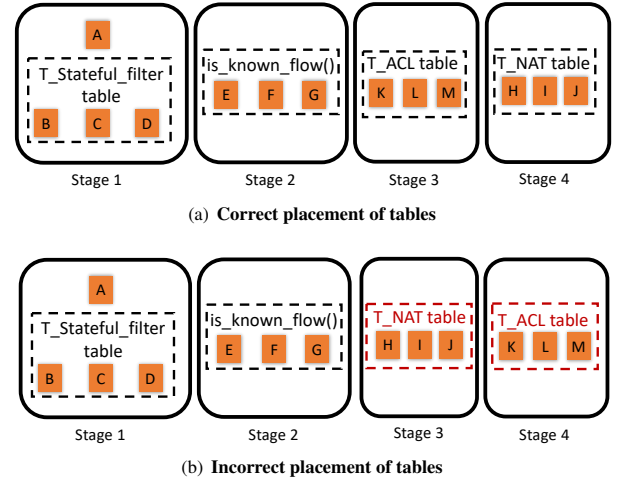 A
T_Stateful_filter
table
B C D
is_known_flow()
E F G
T_ACL table
K L M
T_NAT table
H I J
Stage 1 Stage 2 Stage 3 Stage 4
(a) Correct placement of tables
A
T_Stateful_filter
table
B C D
is_known_flow()
E F G
T_NAT table
H I J
T_ACL table
K L M
Stage 1 Stage 2 Stage 3 Stage 4
(b) Incorrect placement of tables